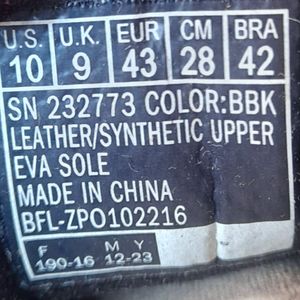 U.S. U.K. EUR CM BRA
10 9 43 28 42
SN 232773 COLOR:BBK
LEATHER/SYNTHETIC UPPER
EVA SOLE
MADE IN CHINA
BFL-ZPO102216
F M Y
190-16 12-23